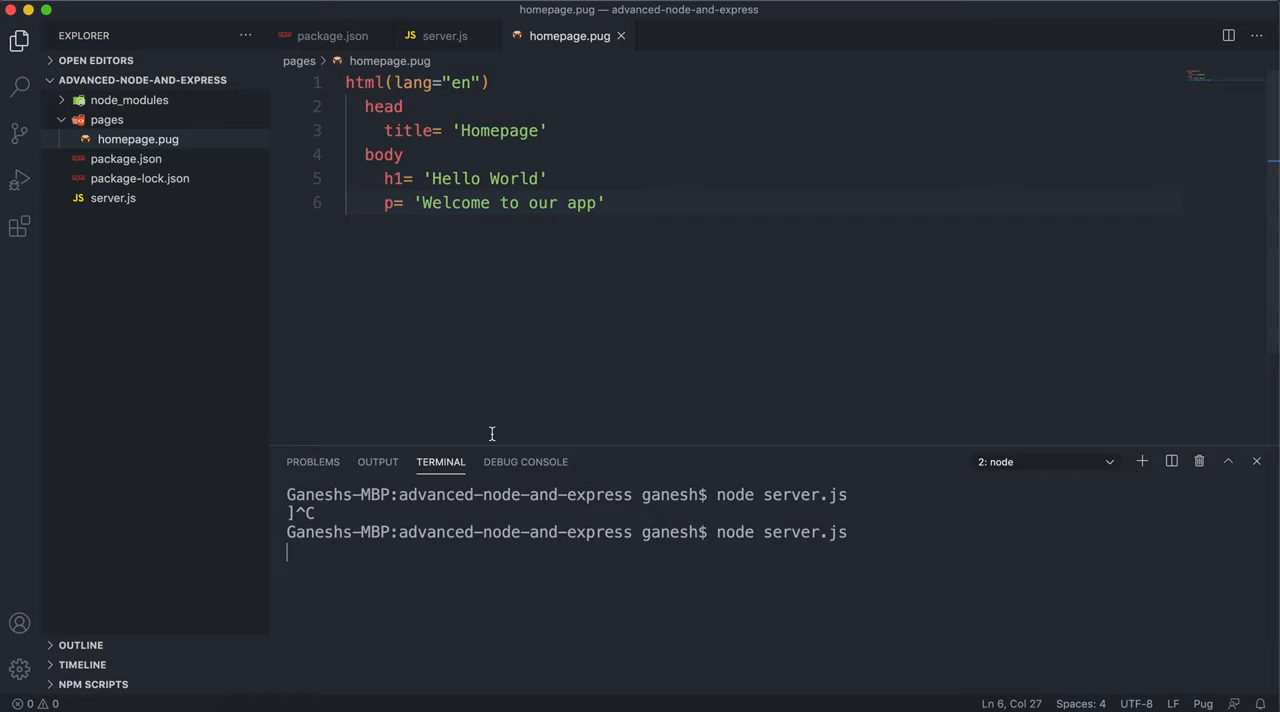 homepage.pug — advanced-node-and-express
EXPLORER
package.json
JS server.js
homepage.pug
OPEN EDITORS
pages homepage.pug
ADVANCED-NODE-AND-EXPRESS
node_modules
pages
homepage.pug
package.json
package-lock.json
JS server.js
1 html(lang="en")
2 head
3 title= 'Homepage'
4 body
5 h1= 'Hello World'
6 p= 'Welcome to our app'
PROBLEMS OUTPUT TERMINAL DEBUG CONSOLE 2: node
Ganeshs-MBP:advanced-node-and-express ganesh$ node server.js
]^C
Ganeshs-MBP:advanced-node-and-express ganesh$ node server.js
OUTLINE
TIMELINE
NPM SCRIPTS
0 0 Ln 6, Col 27 Spaces: 4 UTF-8 LF Pug